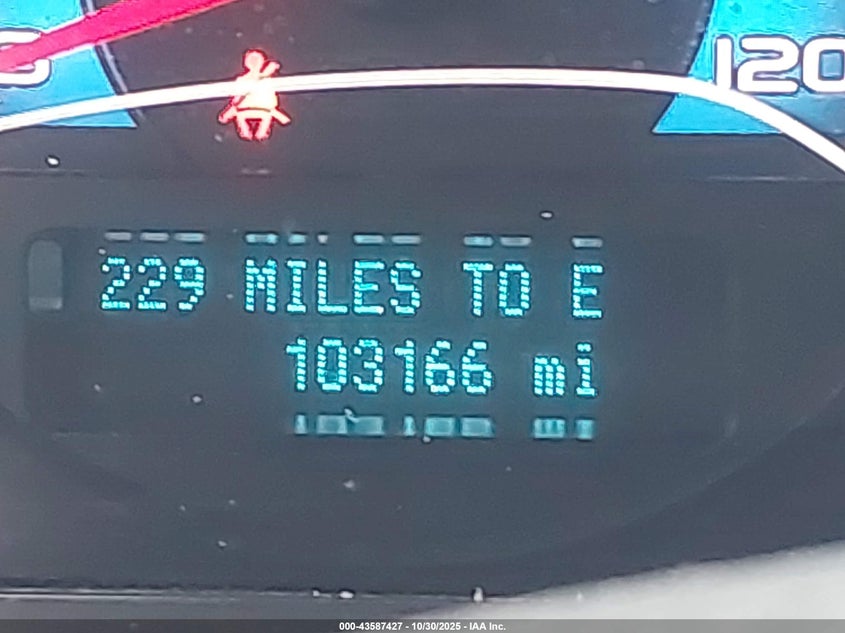 120
229 MILES TO E
103166 mi
000-43587427 - 10/30/2025 - IAA Inc.